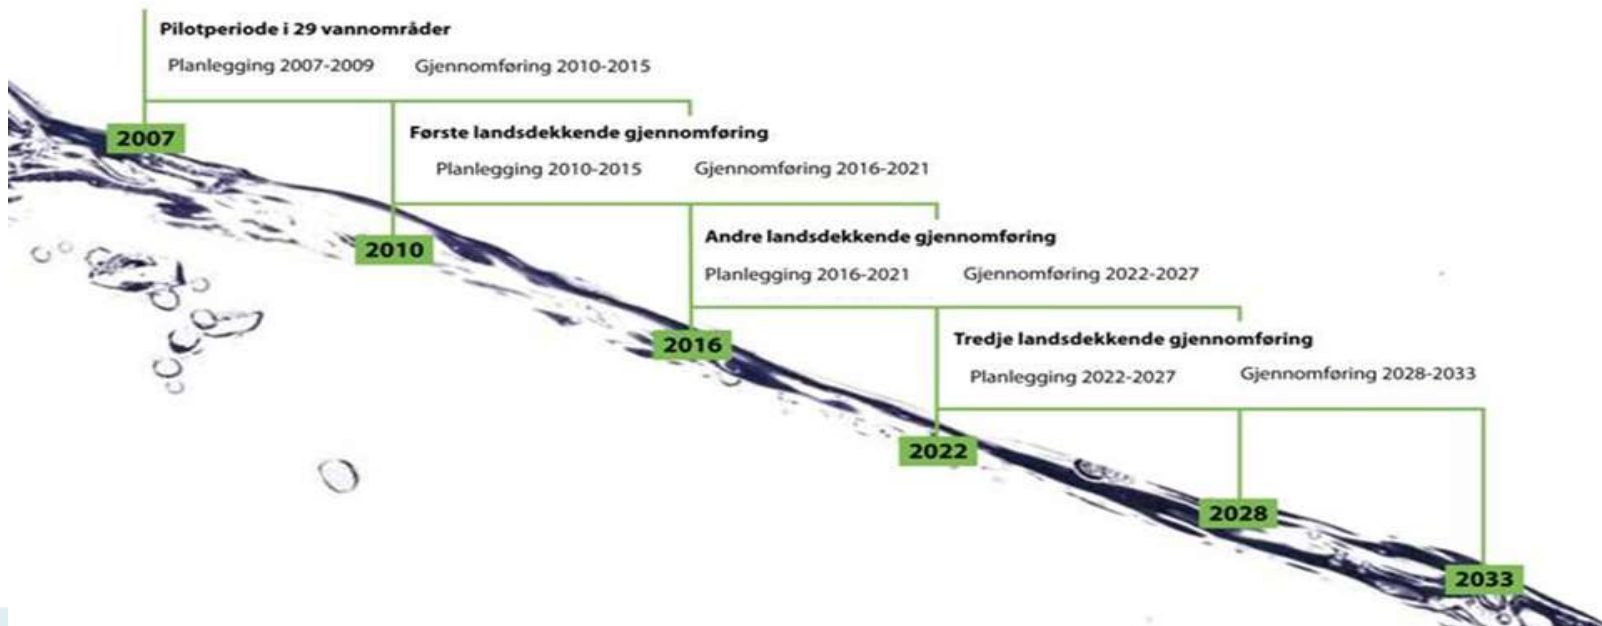 Pilotperiode i 29 vannområder
Planlegging 2007-2009 Gjennomføring 2010-2015
2007
Første landsdekkende gjennomføring
Planlegging 2010-2015 Gjennomføring 2016-2021
2010
Andre landsdekkende gjennomføring
Planlegging 2016-2021 Gjennomføring 2022-2027
2016
Tredje landsdekkende gjennomføring
Planlegging 2022-2027 Gjennomføring 2028-2033
2022
2028
2033